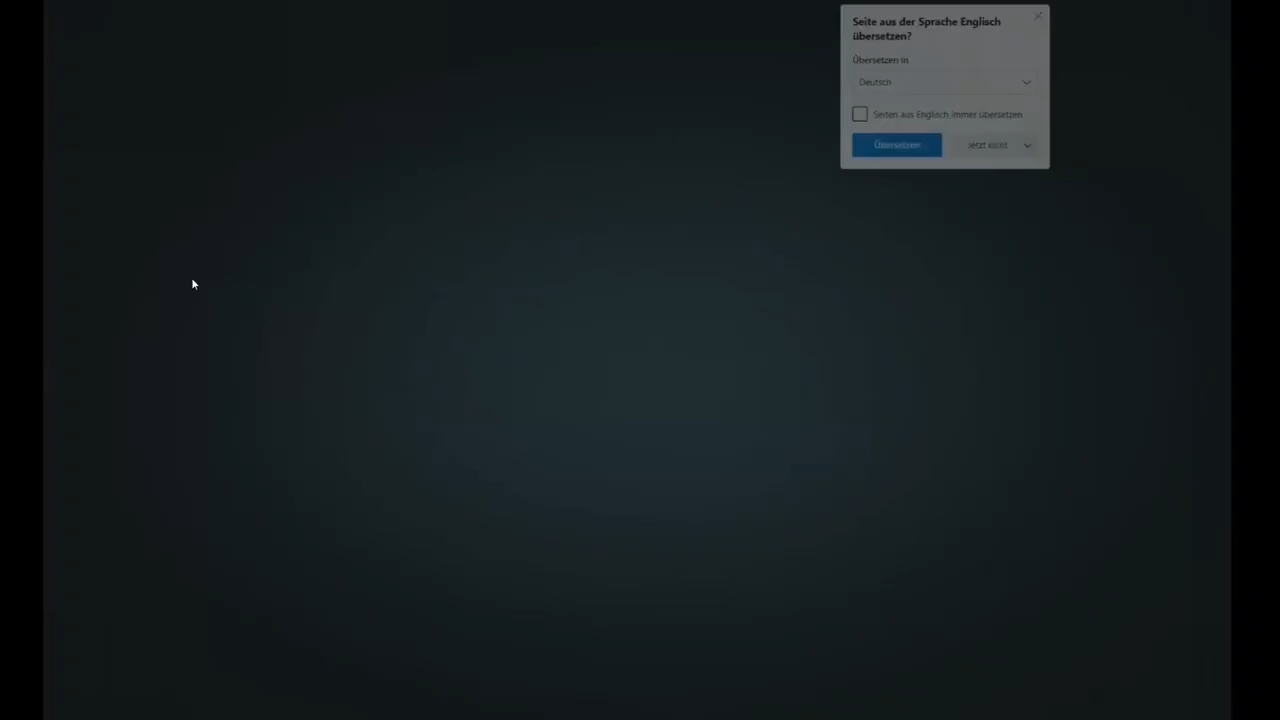 Seite aus der Sprache Englisch
übersetzen?
Übersetzen in
Deutsch
Seiten aus Englisch immer übersetzen
Übersetzen
Jetzt nicht